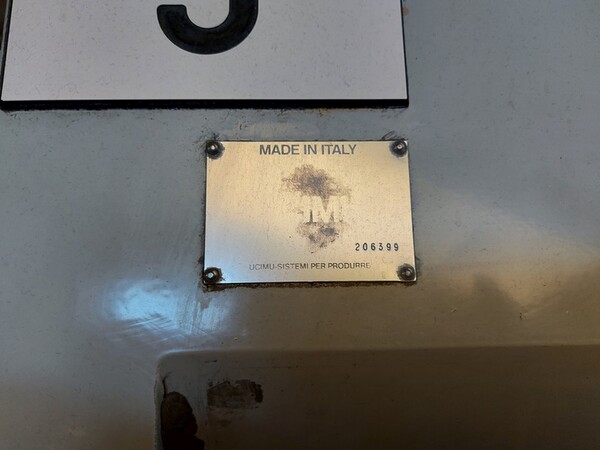 MADE IN ITALY
206399
UCIMU-SISTEMI PER PRODURRE